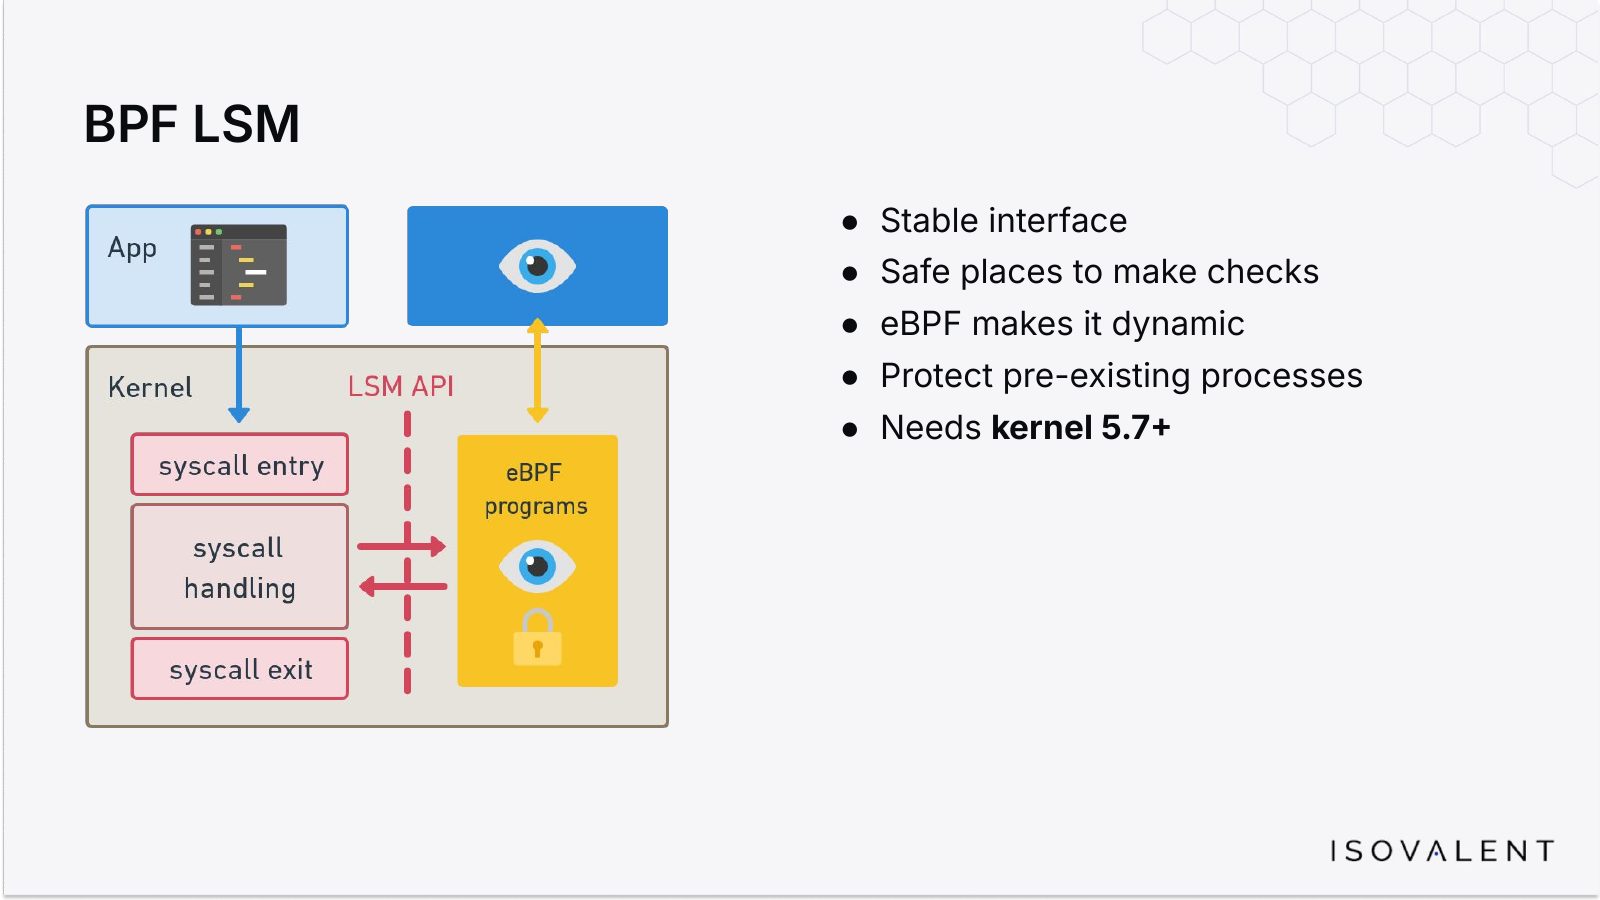 BPF LSM
App
Kernel
LSM API
syscall entry
syscall
handling
syscall exit
eBPF
programs
● Stable interface
● Safe places to make checks
● eBPF makes it dynamic
● Protect pre-existing processes
● Needs kernel 5.7+
ISOVALENT